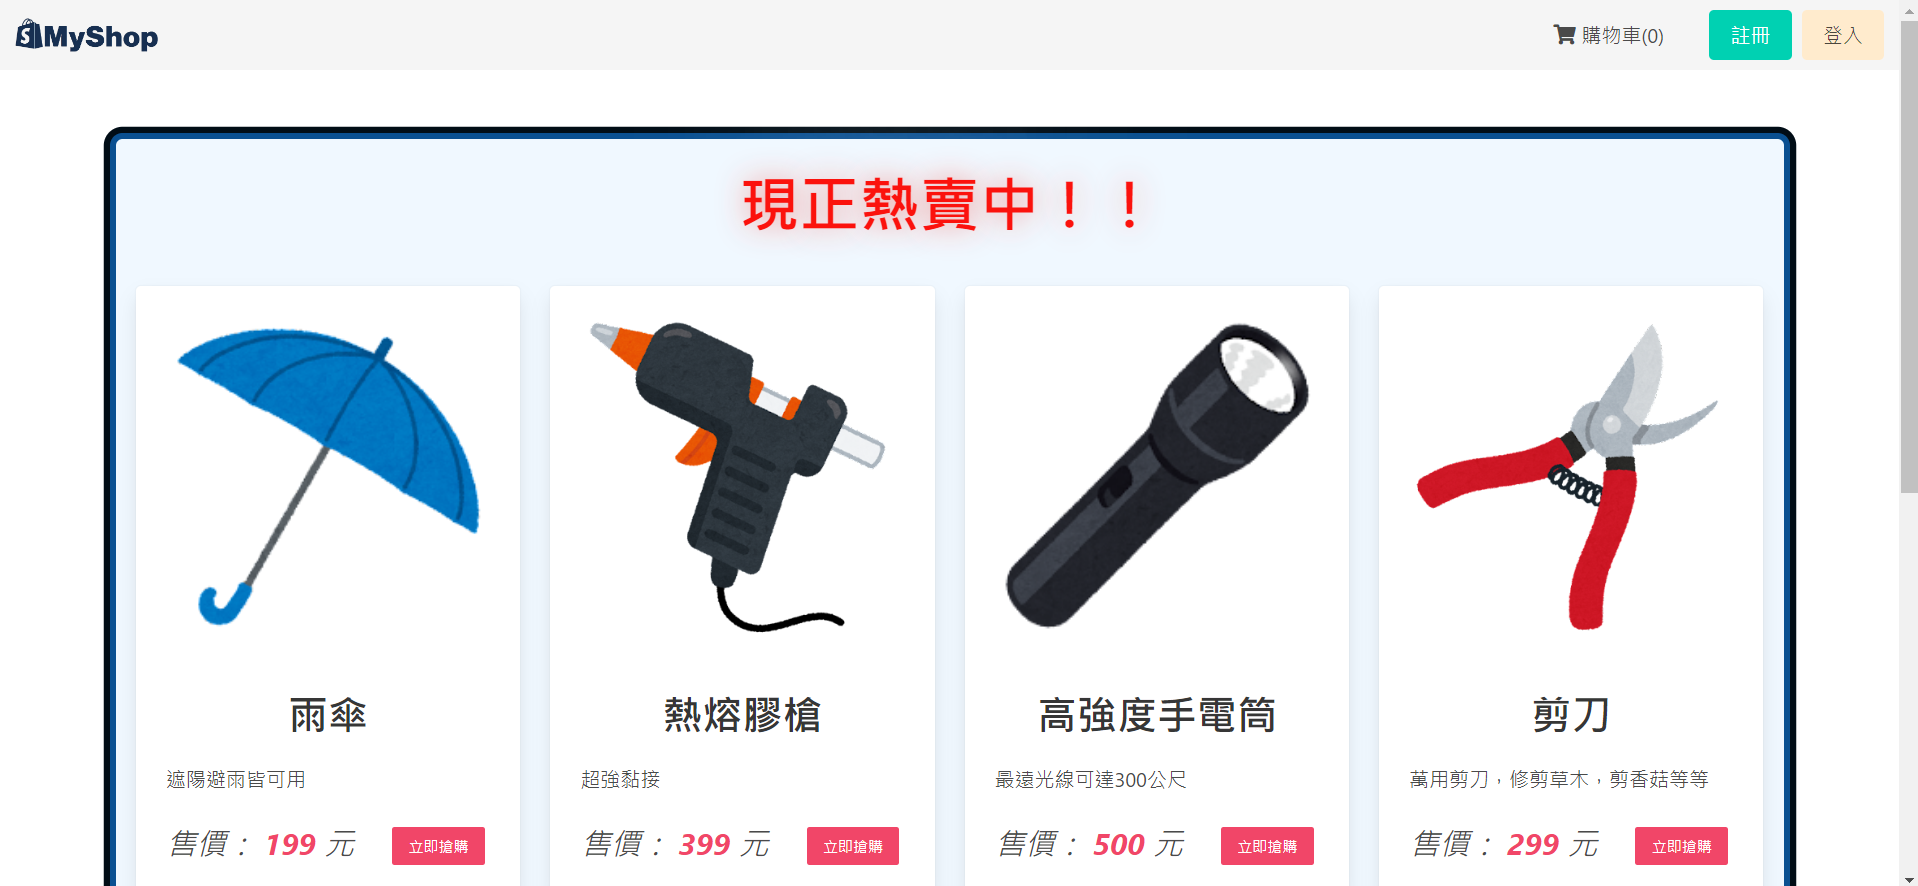 MyShop
購物車(0)
註冊
登入
現正熱賣中！！
雨傘
遮陽避雨皆可用
售價： 199 元
立即搶購
熱熔膠槍
超強黏接
售價： 399 元
立即搶購
高強度手電筒
最遠光線可達300公尺
售價： 500 元
立即搶購
剪刀
萬用剪刀，修剪草木，剪香菇等等
售價： 299 元
立即搶購